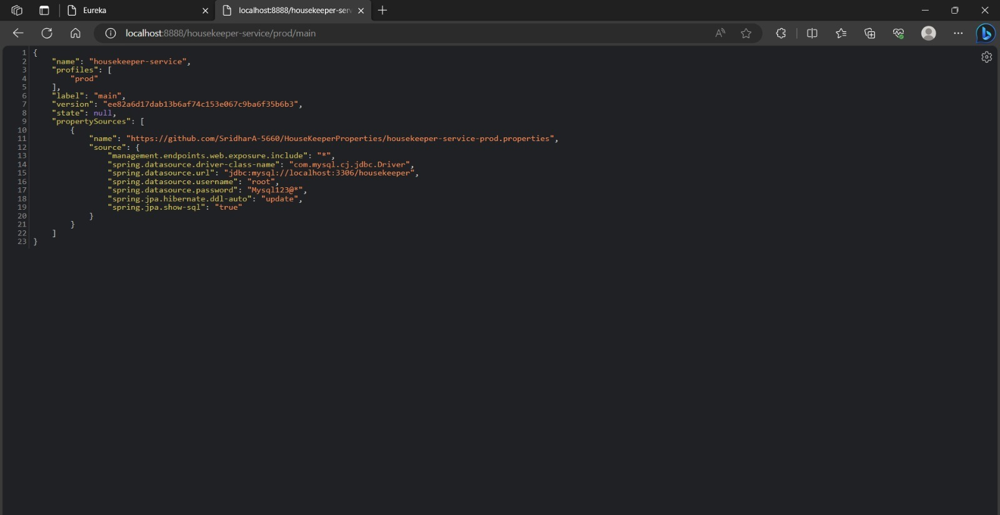 Eureka
localhost:8888/housekeeper-serv
localhost:8888/housekeeper-service/prod/main
1 {
2 "name": "housekeeper-service",
3 "profiles": [
4 "prod"
5 ],
6 "label": "main",
7 "version": "ee82a6d17dab13b6af74c153e067c9ba6f35b6b3",
8 "state": null,
9 "propertySources": [
10 {
11 "name": "https://github.com/SridharA-5660/HouseKeeperProperties/housekeeper-service-prod.properties",
12 "source": {
13 "management.endpoints.web.exposure.include": "*",
14 "spring.datasource.driver-class-name": "com.mysql.cj.jdbc.Driver",
15 "spring.datasource.url": "jdbc:mysql://localhost:3306/housekeeper",
16 "spring.datasource.username": "root",
17 "spring.datasource.password": "Mysql123@*",
18 "spring.jpa.hibernate.ddl-auto": "update",
19 "spring.jpa.show-sql": "true"
20 }
21 }
22 ]
23 }